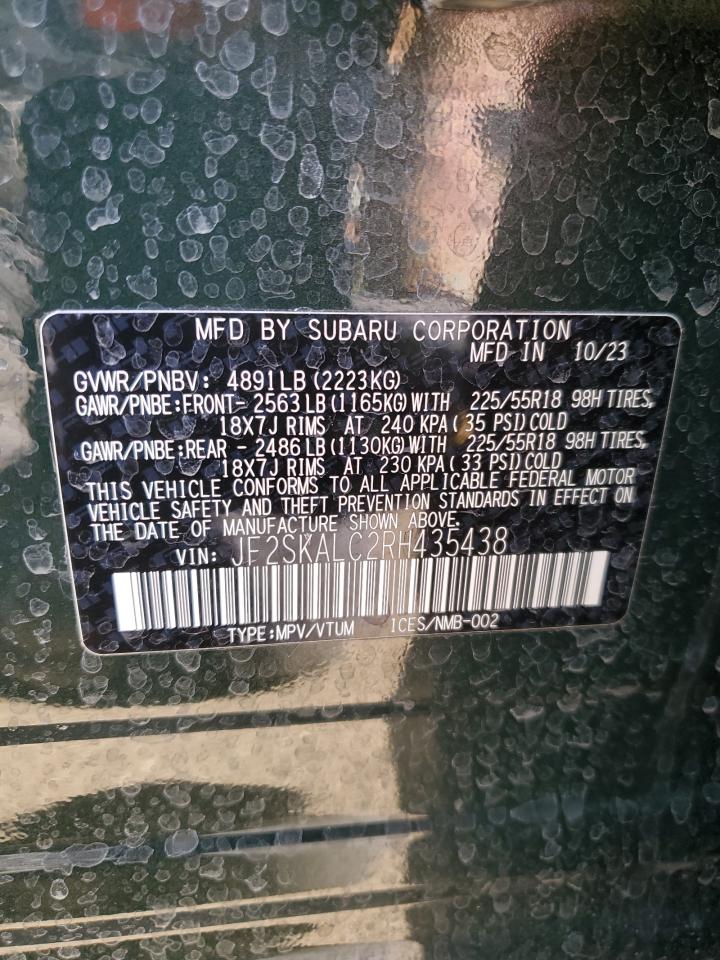 MFD BY SUBARU CORPORATION
MFD IN 10/23
GVWR/PNBV: 4891LB (2223KG)
GAWR/PNBE:FRONT- 2563LB (1165KG) WITH 225/55R18 98H TIRES,
18X7J RIMS AT 240 KPA ( 35 PSI) COLD
GAWR/PNBE:REAR - 2486LB (1130KG) WITH 225/55R18 98H TIRES,
18X7J RIMS AT 230 KPA ( 33 PSI) COLD
THIS VEHICLE CONFORMS TO ALL APPLICABLE FEDERAL MOTOR
VEHICLE SAFETY AND THEFT PREVENTION STANDARDS IN EFFECT ON
THE DATE OF MANUFACTURE SHOWN ABOVE.
VIN: JF2SKALC2RH435438
TYPE:MPV/VTUM ICES/NMB-002